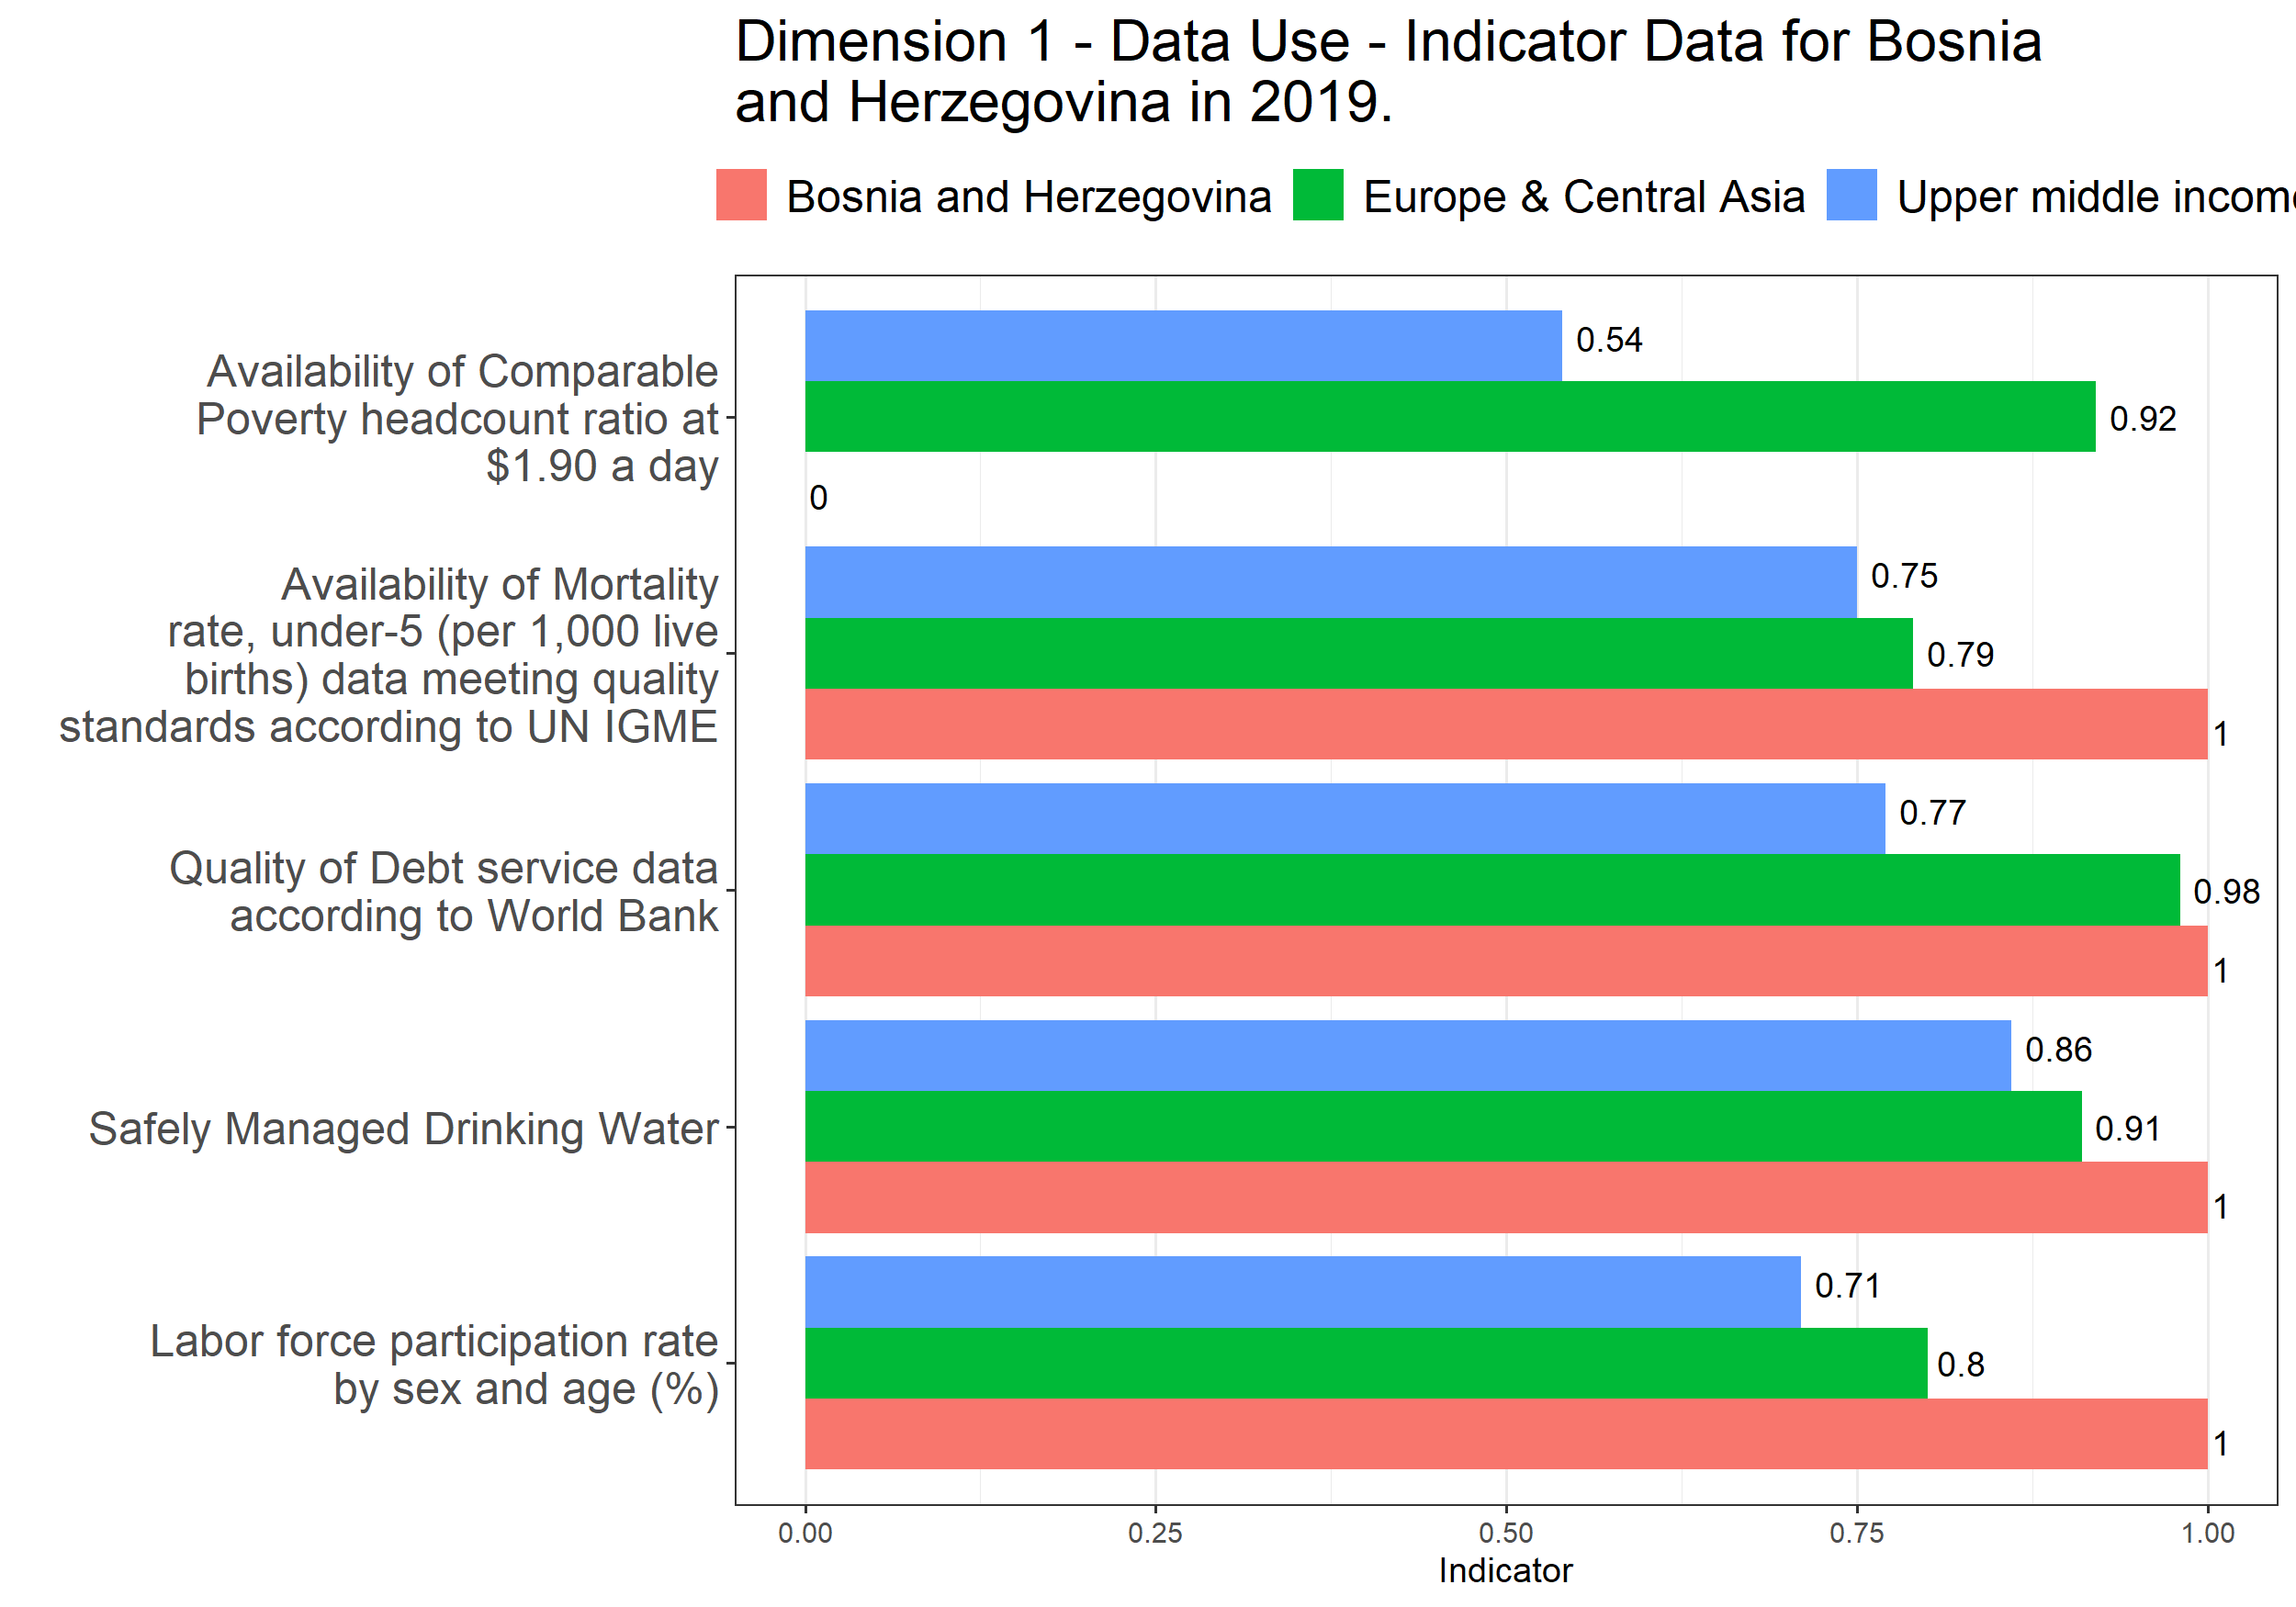 Dimension 1 - Data Use - Indicator Data for Bosnia
and Herzegovina in 2019.
Bosnia and Herzegovina
Europe & Central Asia
Upper middle income
Availability of Comparable
Poverty headcount ratio at
$1.90 a day
0.54
0.92
0
Availability of Mortality
rate, under-5 (per 1,000 live
births) data meeting quality
standards according to UN IGME
0.75
0.79
1
Quality of Debt service data
according to World Bank
0.77
0.98
1
Safely Managed Drinking Water
0.86
0.91
1
Labor force participation rate
by sex and age (%)
0.71
0.8
1
0.00
0.25
0.50
0.75
1.00
Indicator